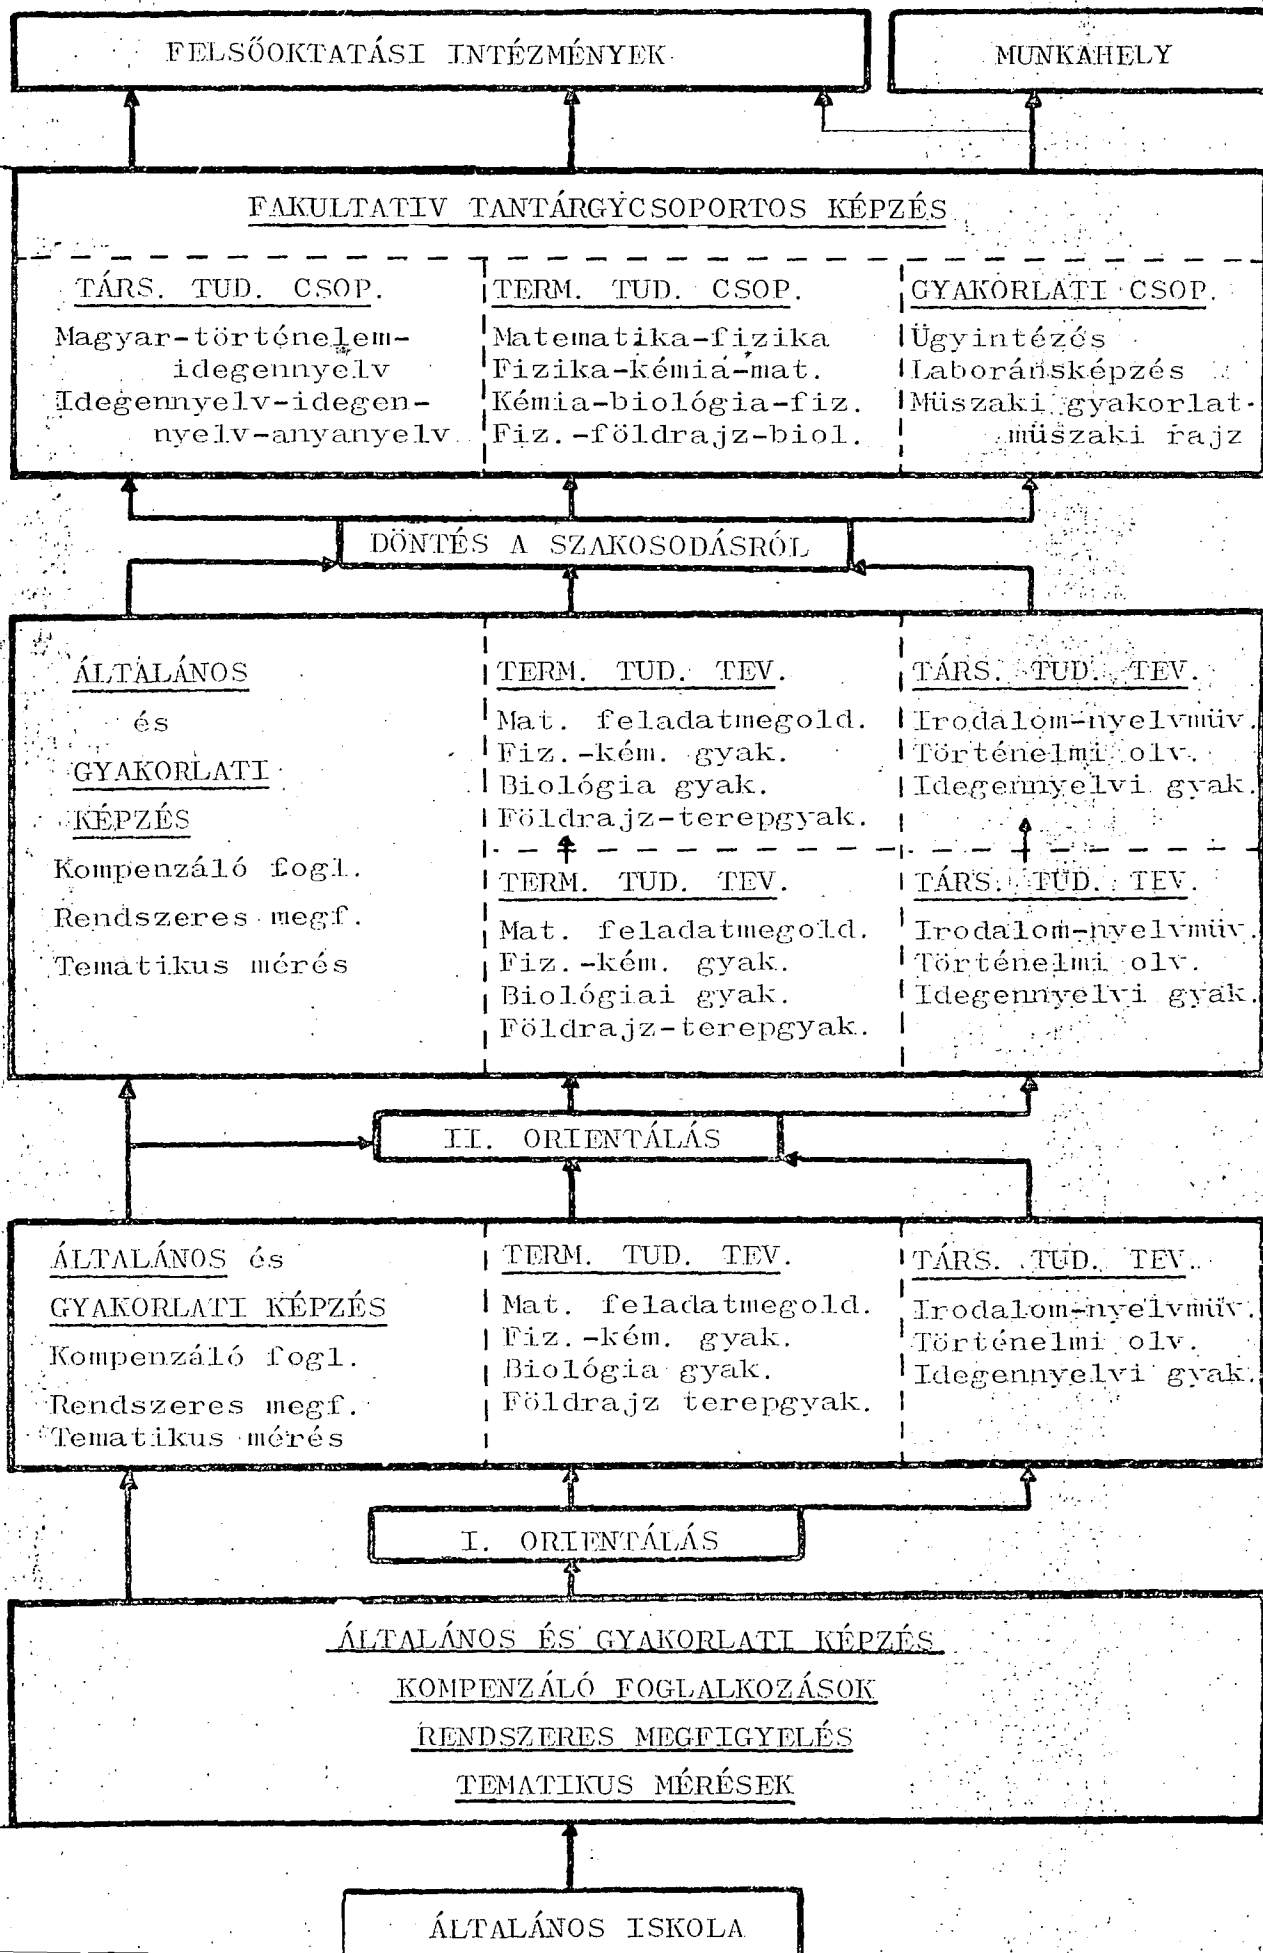 FELSŐOKTATÁSI INTÉZMÉNYEK
MUNKAHELY
FAKULTATIV TANTÁRGYCSOPORTOS KÉPZÉS
TÁRS. TUD. CSOP.
Magyar-történelem-
idegennyelv
Idegennyelv-idegen-
nyelv-anyanyelv
TERM. TUD. CSOP.
Matematika-fizika
Fizika-kémia-mat.
Kémia-biológia-fiz.
Fiz.-földrajz-biol.
GYAKORLATI CSOP.
Ügyintézés
Laboránsképzés
Müszaki gyakorlat-
müszaki rajz
DÖNTÉS A SZAKOSODÁSRÓL
ÁLTALÁNOS
és
GYAKORLATI
KÉPZÉS
Kompenzáló fogl.
Rendszeres megf.
Tematikus mérés
TERM. TUD. TEV.
Mat. feladatmegold.
Fiz.-kém. gyak.
Biológia gyak.
Földrajz-terepgyak.
TÁRS. TUD. TEV.
Irodalom-nyelvmüv.
Történelmi olv.
Idegennyelvi gyak.
TERM. TUD. TEV.
Mat. feladatmegold.
Fiz.-kém. gyak.
Biológiai gyak.
Földrajz-terepgyak.
TÁRS. TUD. TEV.
Irodalom-nyelvmüv.
Történelmi olv.
Idegennyelvi gyak.
II. ORIENTÁLÁS
ÁLTALÁNOS és
GYAKORLATI KÉPZÉS
Kompenzáló fogl.
Rendszeres megf.
Tematikus mérés
TERM. TUD. TEV.
Mat. feladatmegold.
Fiz.-kém. gyak.
Biológia gyak.
Földrajz terepgyak.
TÁRS. TUD. TEV.
Irodalom-nyelvmüv.
Történelmi olv.
Idegennyelvi gyak.
I. ORIENTÁLÁS
ÁLTALÁNOS ÉS GYAKORLATI KÉPZÉS
KOMPENZÁLÓ FOGLALKOZÁSOK
RENDSZERES MEGFIGYELÉS
TEMATIKUS MÉRÉSEK
ÁLTALÁNOS ISKOLA